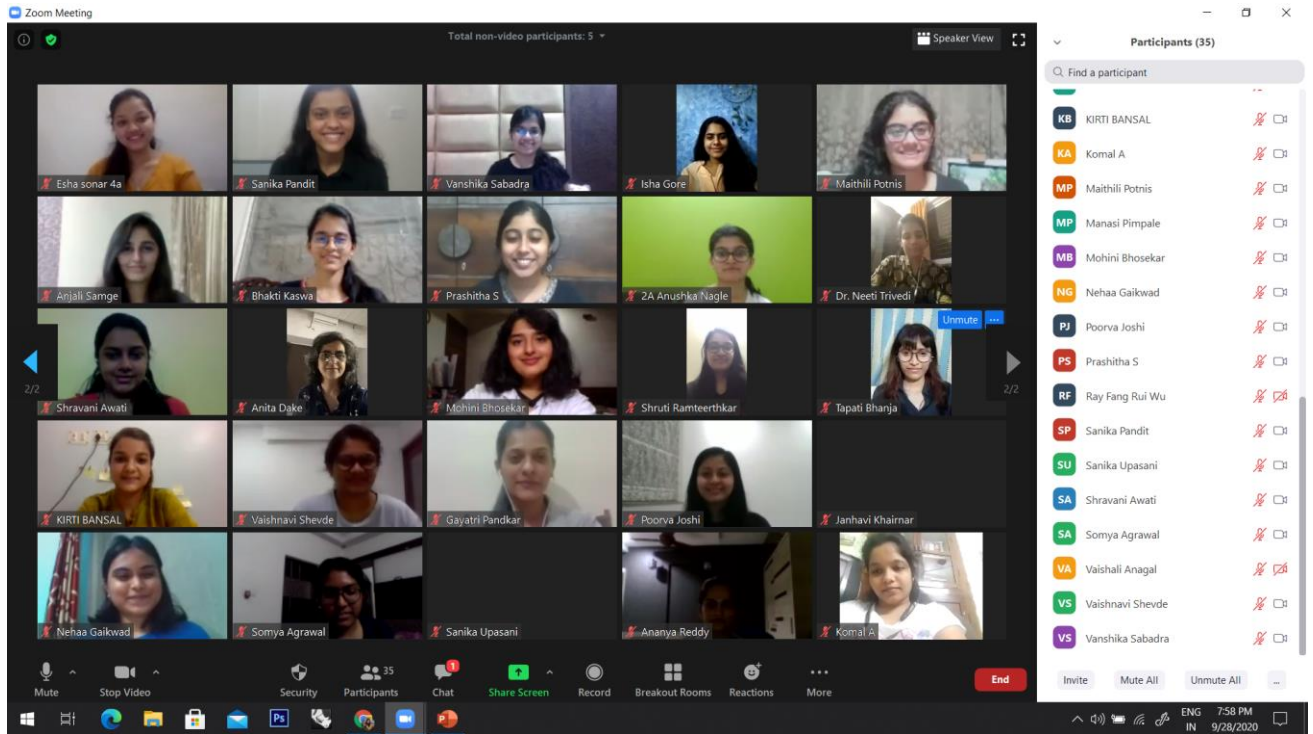 Zoom Meeting
Total non-video participants: 5
Speaker View
Esha sonar 4a
Sanika Pandit
Vanshika Sabadra
Isha Gore
Maithili Potnis
Anjali Samge
Bhakti Kaswa
Prashitha S
2A Anushka Nagle
Dr. Neeti Trivedi
Unmute ...
2/2
2/2
Shravani Awati
Anita Dake
Mohini Bhosekar
Shruti Ramteerthkar
Tapati Bhanja
KIRTI BANSAL
Vaishnavi Shevde
Gayatri Pandkar
Poorva Joshi
Janhavi Khairnar
Nehaa Gaikwad
Somya Agrawal
Sanika Upasani
Ananya Reddy
Komal A
35
1
Mute
Stop Video
Security
Participants
Chat
Share Screen
Record
Breakout Rooms
Reactions
More
End
Participants (35)
Find a participant
KB KIRTI BANSAL
KA Komal A
MP Maithili Potnis
MP Manasi Pimpale
MB Mohini Bhosekar
NG Nehaa Gaikwad
PJ Poorva Joshi
PS Prashitha S
RF Ray Fang Rui Wu
SP Sanika Pandit
SU Sanika Upasani
SA Shravani Awati
SA Somya Agrawal
VA Vaishali Anagal
VS Vaishnavi Shevde
VS Vanshika Sabadra
Invite
Mute All
Unmute All
...
Ps
ENG
IN
7:58 PM
9/28/2020